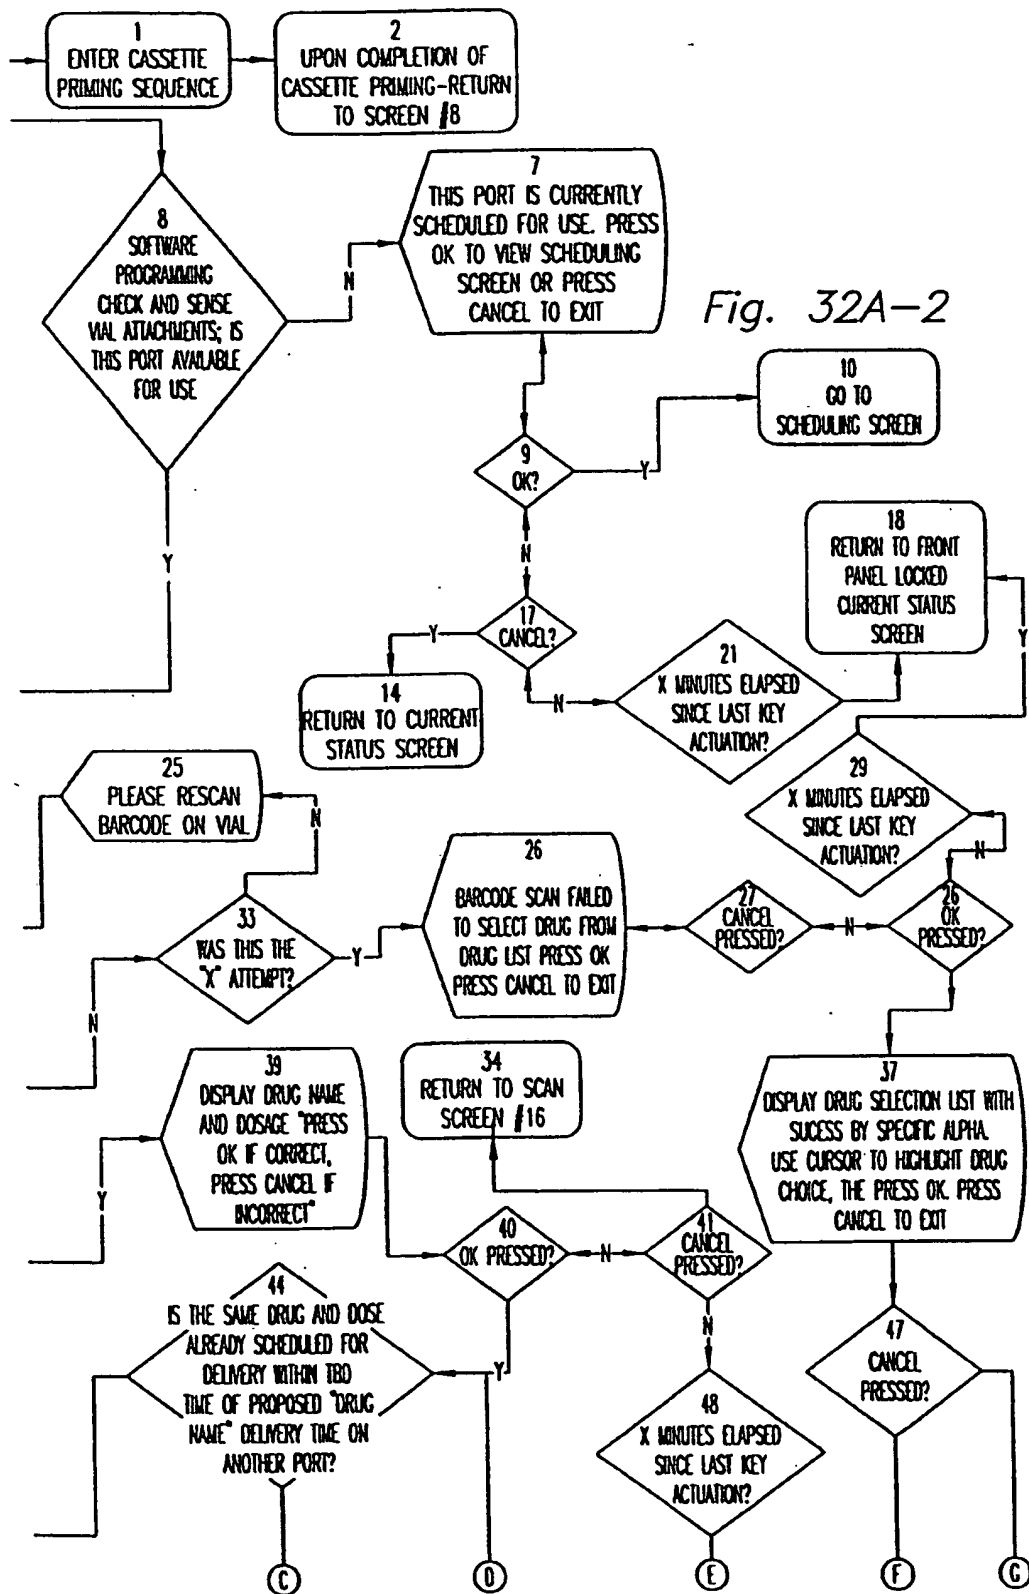 1
ENTER CASSETTE
PRIMING SEQUENCE
2
UPON COMPLETION OF
CASSETTE PRIMING-RETURN
TO SCREEN #8
8
SOFTWARE
PROGRAMMING
CHECK AND SENSE
VIAL ATTACHMENTS; IS
THIS PORT AVAILABLE
FOR USE
N
Y
7
THIS PORT IS CURRENTLY
SCHEDULED FOR USE. PRESS
OK TO VIEW SCHEDULING
SCREEN OR PRESS
CANCEL TO EXIT
Fig. 32A-2
10
GO TO
SCHEDULING SCREEN
9
OK?
Y
N
17
CANCEL?
Y
N
14
RETURN TO CURRENT
STATUS SCREEN
18
RETURN TO FRONT
PANEL LOCKED
CURRENT STATUS
SCREEN
21
X MINUTES ELAPSED
SINCE LAST KEY
ACTUATION?
Y
29
X MINUTES ELAPSED
SINCE LAST KEY
ACTUATION?
N
25
PLEASE RESCAN
BARCODE ON VIAL
N
33
WAS THIS THE
"X" ATTEMPT?
Y
N
26
BARCODE SCAN FAILED
TO SELECT DRUG FROM
DRUG LIST PRESS OK
PRESS CANCEL TO EXIT
27
CANCEL
PRESSED?
N
26
OK
PRESSED?
39
DISPLAY DRUG NAME
AND DOSAGE "PRESS
OK IF CORRECT,
PRESS CANCEL IF
INCORRECT"
Y
34
RETURN TO SCAN
SCREEN #16
37
DISPLAY DRUG SELECTION LIST WITH
SUCESS BY SPECIFIC ALPHA.
USE CURSOR TO HIGHLIGHT DRUG
CHOICE, THE PRESS OK. PRESS
CANCEL TO EXIT
40
OK PRESSED?
N
41
CANCEL
PRESSED?
Y
N
44
IS THE SAME DRUG AND DOSE
ALREADY SCHEDULED FOR
DELIVERY WITHIN TBD
TIME OF PROPOSED "DRUG
NAME" DELIVERY TIME ON
ANOTHER PORT?
47
CANCEL
PRESSED?
48
X MINUTES ELAPSED
SINCE LAST KEY
ACTUATION?
C
D
E
F
G